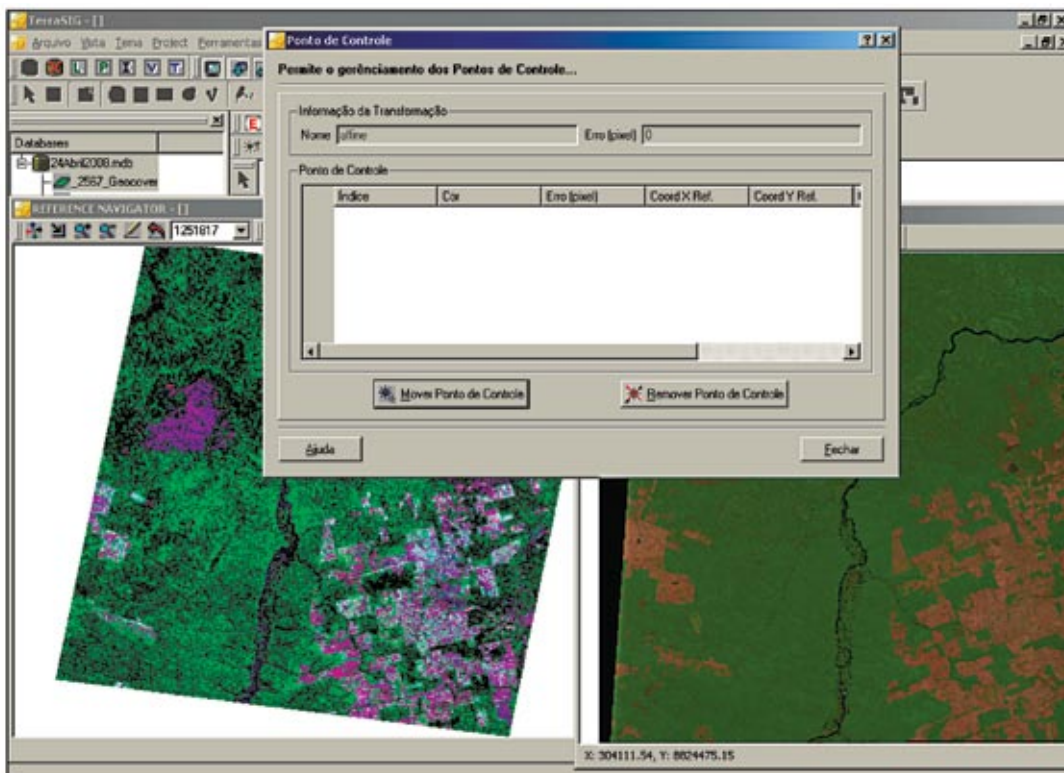 TerraSIG - []
Arquivo Vista Tema Project Ferramentas
L P I V T
Databases
24Abril2008.mdb
_2567_Geocover
REFERENCE NAVIGATOR - []
1251817
Ponto de Controle
Permite o gerênciamento dos Pontos de Controle...
Informação da Transformação
Nome affine Erro (pixel) 0
Ponto de Controle
Índice Cor Erro (pixel) Coord X Ref. Coord Y Ref.
Mover Ponto de Controle Remover Ponto de Controle
Ajuda Fechar
X: 304111.54, Y: 8824475.15